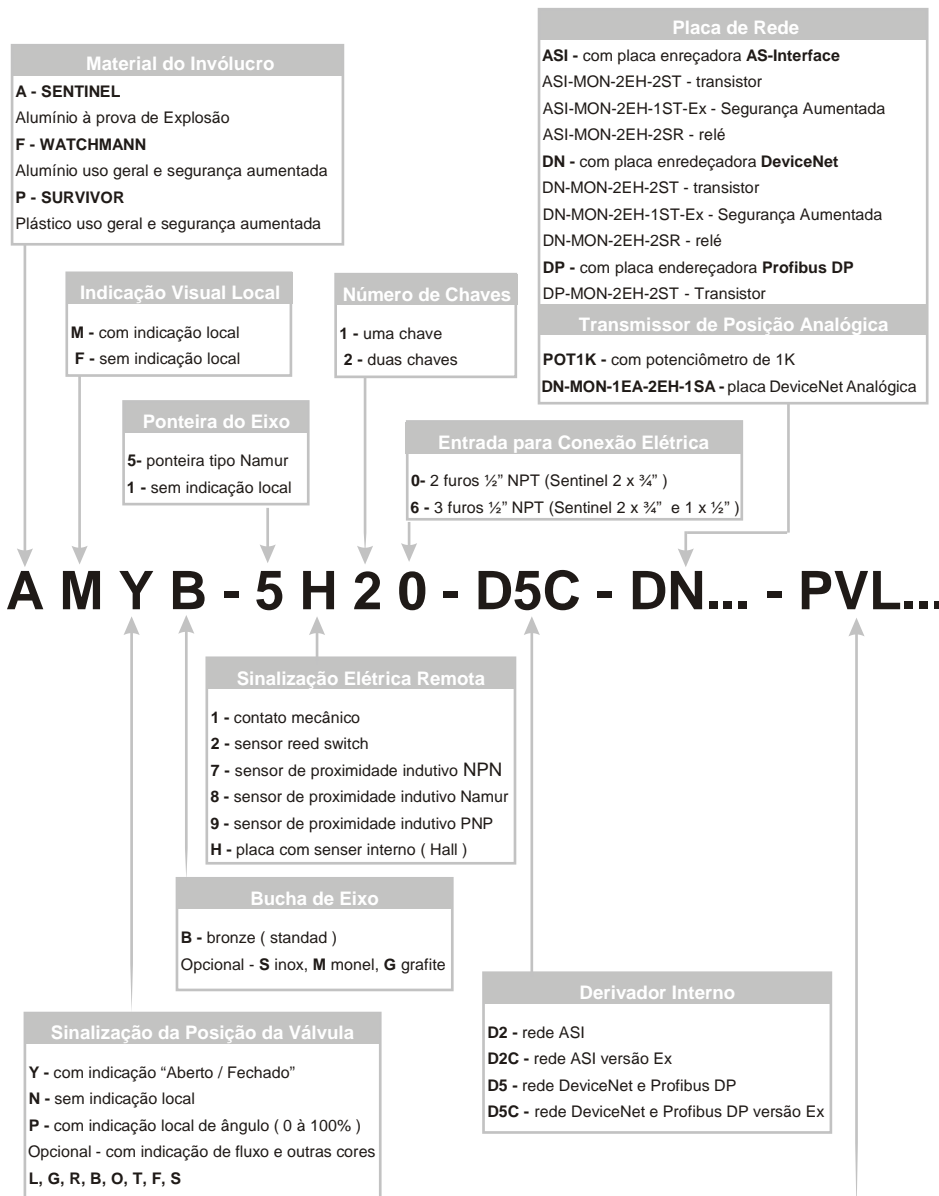 Placa de Rede
ASI - com placa enreçadora AS-Interface
ASI-MON-2EH-2ST - transistor
ASI-MON-2EH-1ST-Ex - Segurança Aumentada
ASI-MON-2EH-2SR - relé
DN - com placa enredeçadora DeviceNet
DN-MON-2EH-2ST - transistor
DN-MON-2EH-1ST-Ex - Segurança Aumentada
DN-MON-2EH-2SR - relé
DP - com placa endereçadora Profibus DP
DP-MON-2EH-2ST - Transistor
Transmissor de Posição Analógica
POT1K - com potenciômetro de 1K
DN-MON-1EA-2EH-1SA - placa DeviceNet Analógica
Material do Invólucro
A - SENTINEL
Alumínio à prova de Explosão
F - WATCHMANN
Alumínio uso geral e segurança aumentada
P - SURVIVOR
Plástico uso geral e segurança aumentada
Indicação Visual Local
M - com indicação local
F - sem indicação local
Número de Chaves
1 - uma chave
2 - duas chaves
Ponteira do Eixo
5- ponteira tipo Namur
1 - sem indicação local
Entrada para Conexão Elétrica
0- 2 furos ½” NPT (Sentinel 2 x ¾” )
6 - 3 furos ½” NPT (Sentinel 2 x ¾” e 1 x ½” )
A M Y B - 5 H 2 0 - D5C - DN... - PVL...
Sinalização Elétrica Remota
1 - contato mecânico
2 - sensor reed switch
7 - sensor de proximidade indutivo NPN
8 - sensor de proximidade indutivo Namur
9 - sensor de proximidade indutivo PNP
H - placa com senser interno ( Hall )
Bucha de Eixo
B - bronze ( standad )
Opcional - S inox, M monel, G grafite
Derivador Interno
D2 - rede ASI
D2C - rede ASI versão Ex
D5 - rede DeviceNet e Profibus DP
D5C - rede DeviceNet e Profibus DP versão Ex
Sinalização da Posição da Válvula
Y - com indicação “Aberto / Fechado”
N - sem indicação local
P - com indicação local de ângulo ( 0 à 100% )
Opcional - com indicação de fluxo e outras cores
L, G, R, B, O, T, F, S